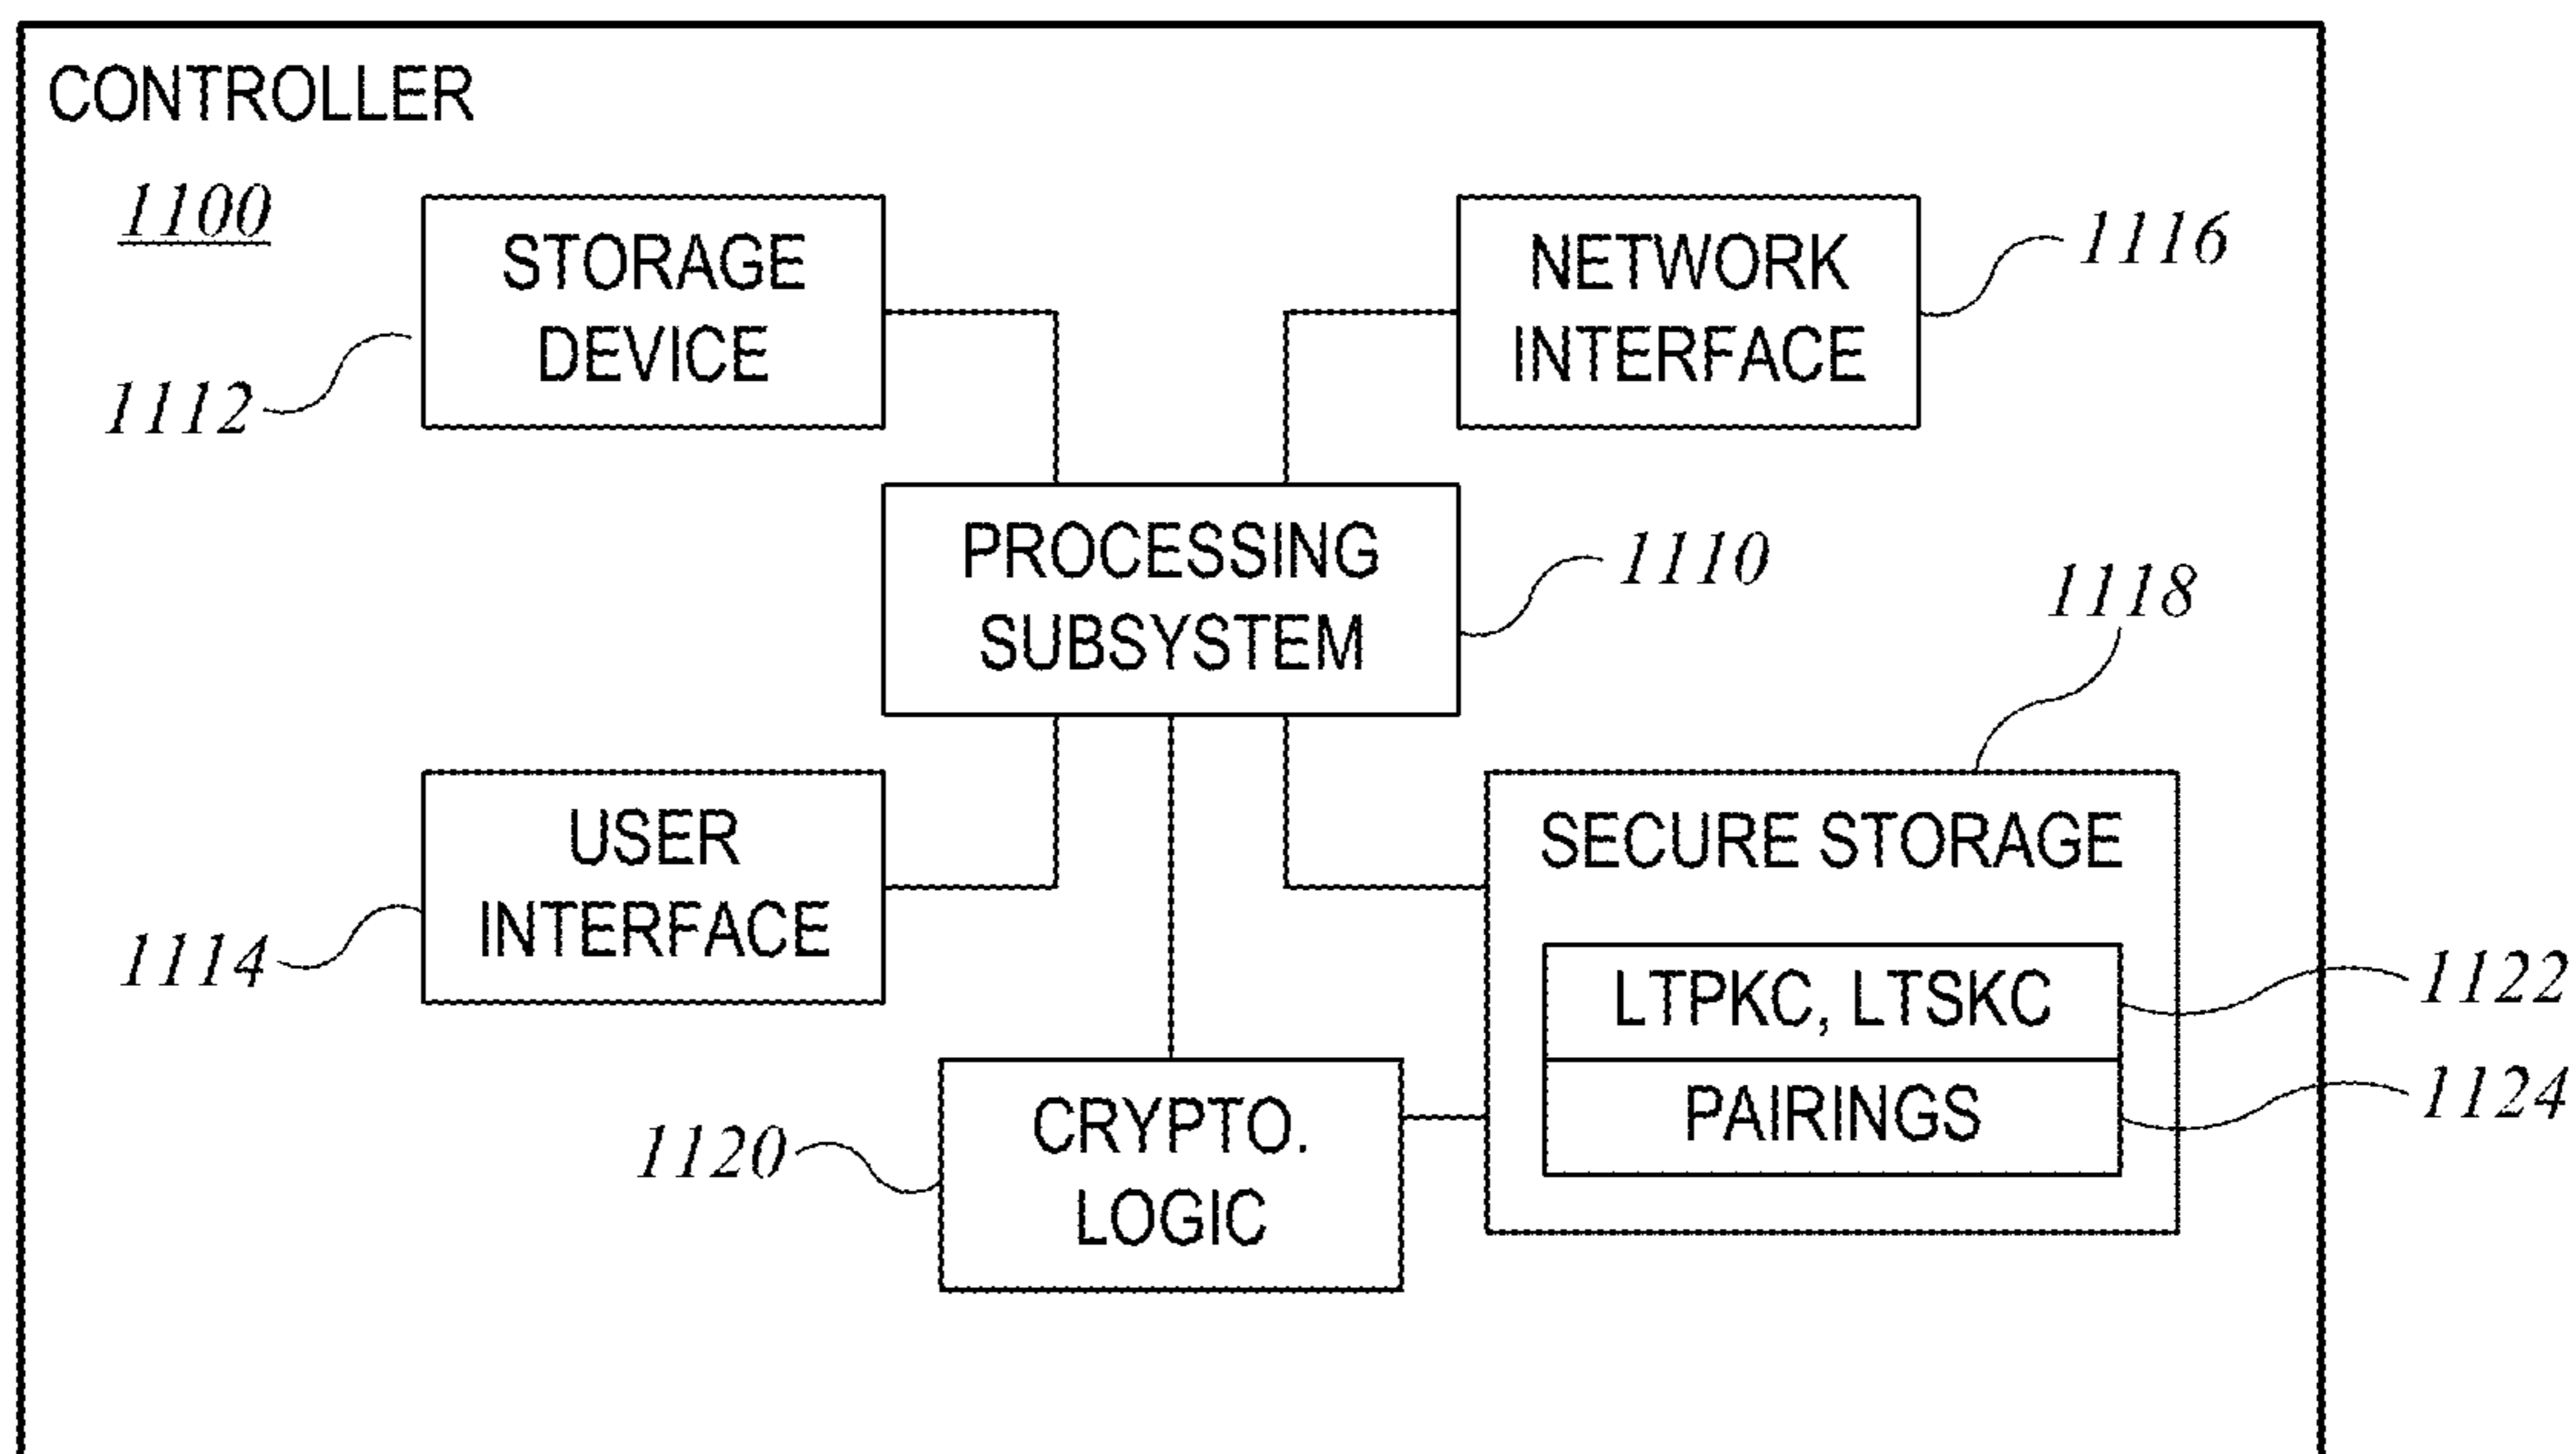 CONTROLLER
1100
STORAGE
DEVICE
1112
NETWORK
INTERFACE
1116
PROCESSING
SUBSYSTEM
1110
1118
USER
INTERFACE
1114
SECURE STORAGE
LTPKC, LTSKC
1122
PAIRINGS
1124
CRYPTO.
LOGIC
1120